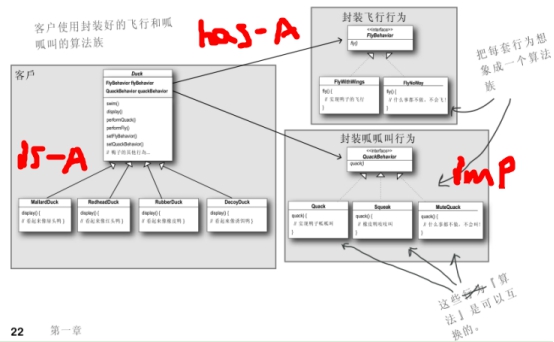 客户使用封装好的飞行和呱
呱叫的算法族
has-A
封装飞行行为
<<interface>>
FlyBehavior
fly()
把每套行为想
象成一个算法
族
客户
Duck
FlyBehavior flyBehavior
QuackBehavior quackBehavior
swim()
display()
performQuack()
performFly()
setFlyBehavior()
setQuackBehavior()
// 鸭子的其他行为...
FlyWithWings
fly() {
// 实现鸭子的飞行
}
FlyNoWay
fly() {
// 什么事都不做,不会飞!
}
is-A
封装呱呱叫行为
<<interface>>
QuackBehavior
quack()
imp
MallardDuck
display() {
// 看起来像绿头鸭 }
RedheadDuck
display() {
// 看起来像红头鸭 }
RubberDuck
display() {
// 看起来像橡皮鸭 }
DecoyDuck
display() {
// 看起来像诱饵鸭 }
Quack
quack() {
// 实现鸭子呱呱叫
}
Squeak
quack() {
// 橡皮鸭吱吱叫
}
MuteQuack
quack() {
// 什么事都不做,不会叫!
}
这些行为『算
法』是可以互
换的。
22 第一章